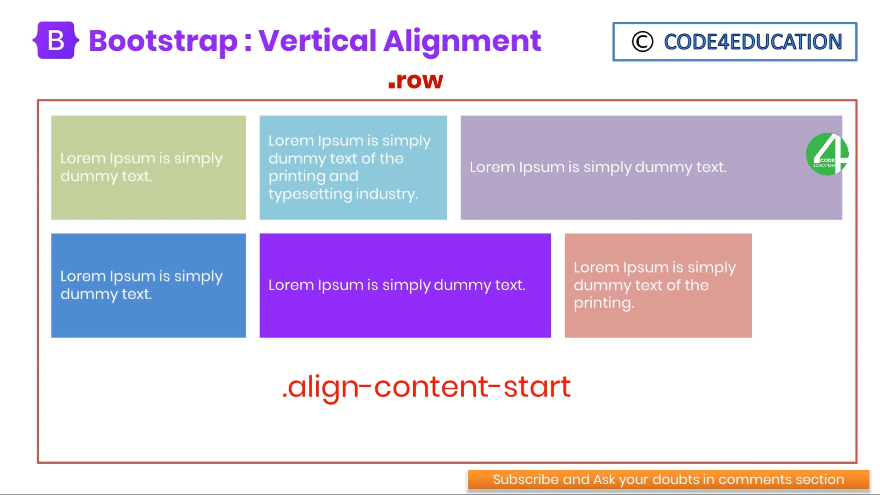 B Bootstrap : Vertical Alignment
© CODE4EDUCATION
.row
Lorem Ipsum is simply
dummy text.
Lorem Ipsum is simply
dummy text of the
printing and
typesetting industry.
Lorem Ipsum is simply dummy text.
4
CODE
Lorem Ipsum is simply
dummy text.
Lorem Ipsum is simply dummy text.
Lorem Ipsum is simply
dummy text of the
printing.
.align-content-start
Subscribe and Ask your doubts in comments section